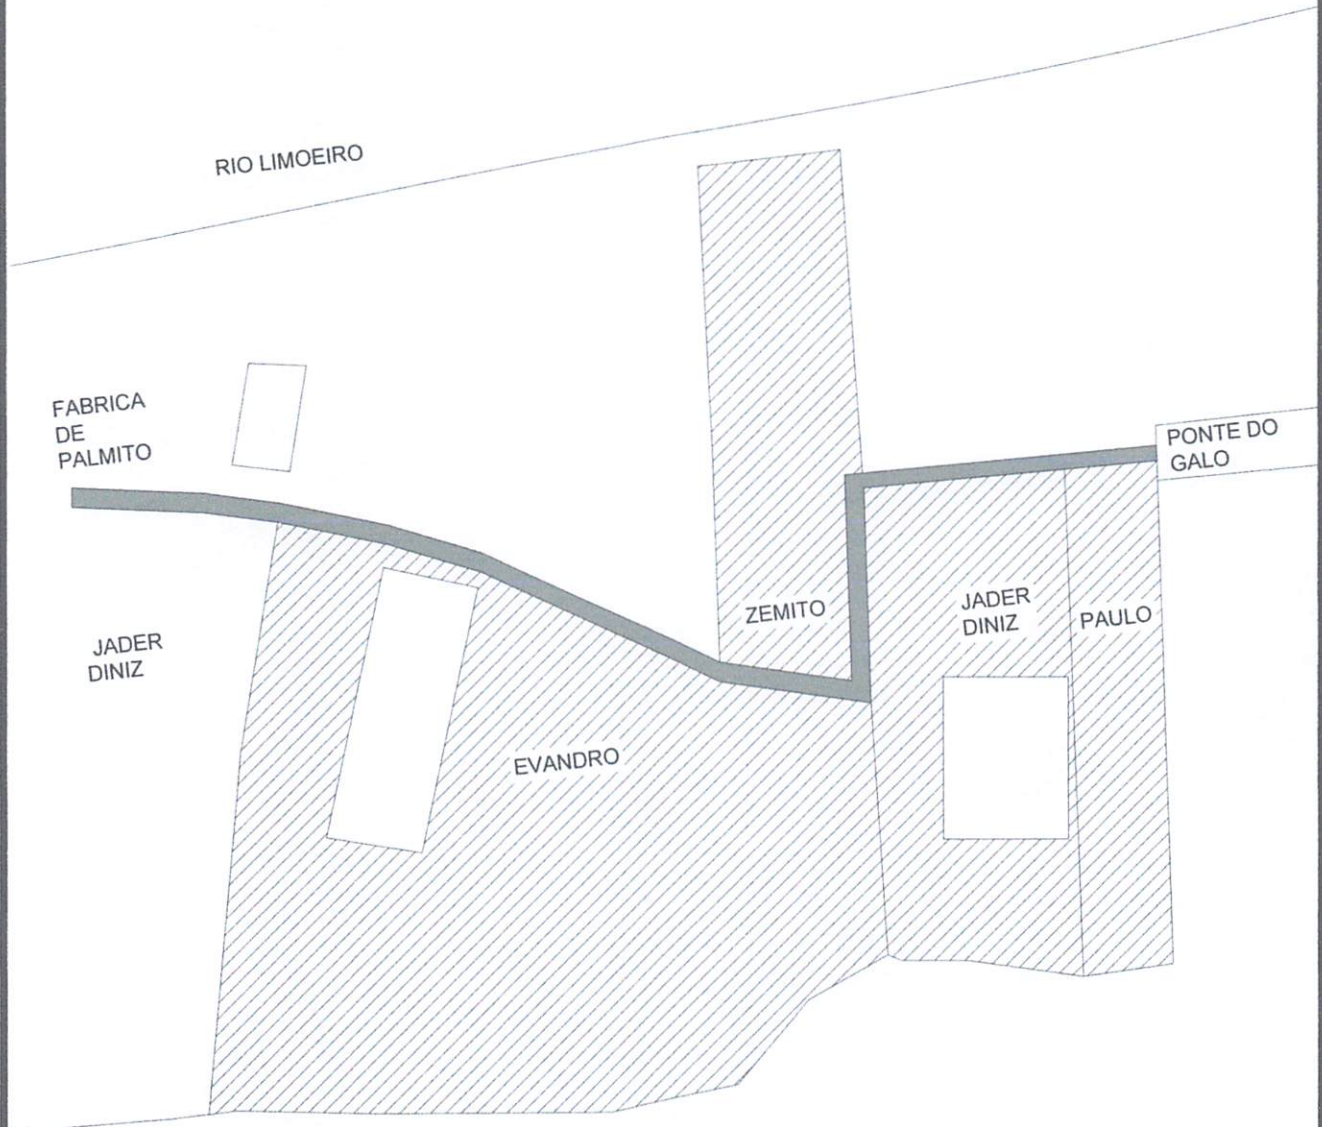 RIO LIMOEIRO
FABRICA
DE
PALMITO
PONTE DO
GALO
JADER
DINIZ
ZEMITO
JADER
DINIZ
PAULO
EVANDRO